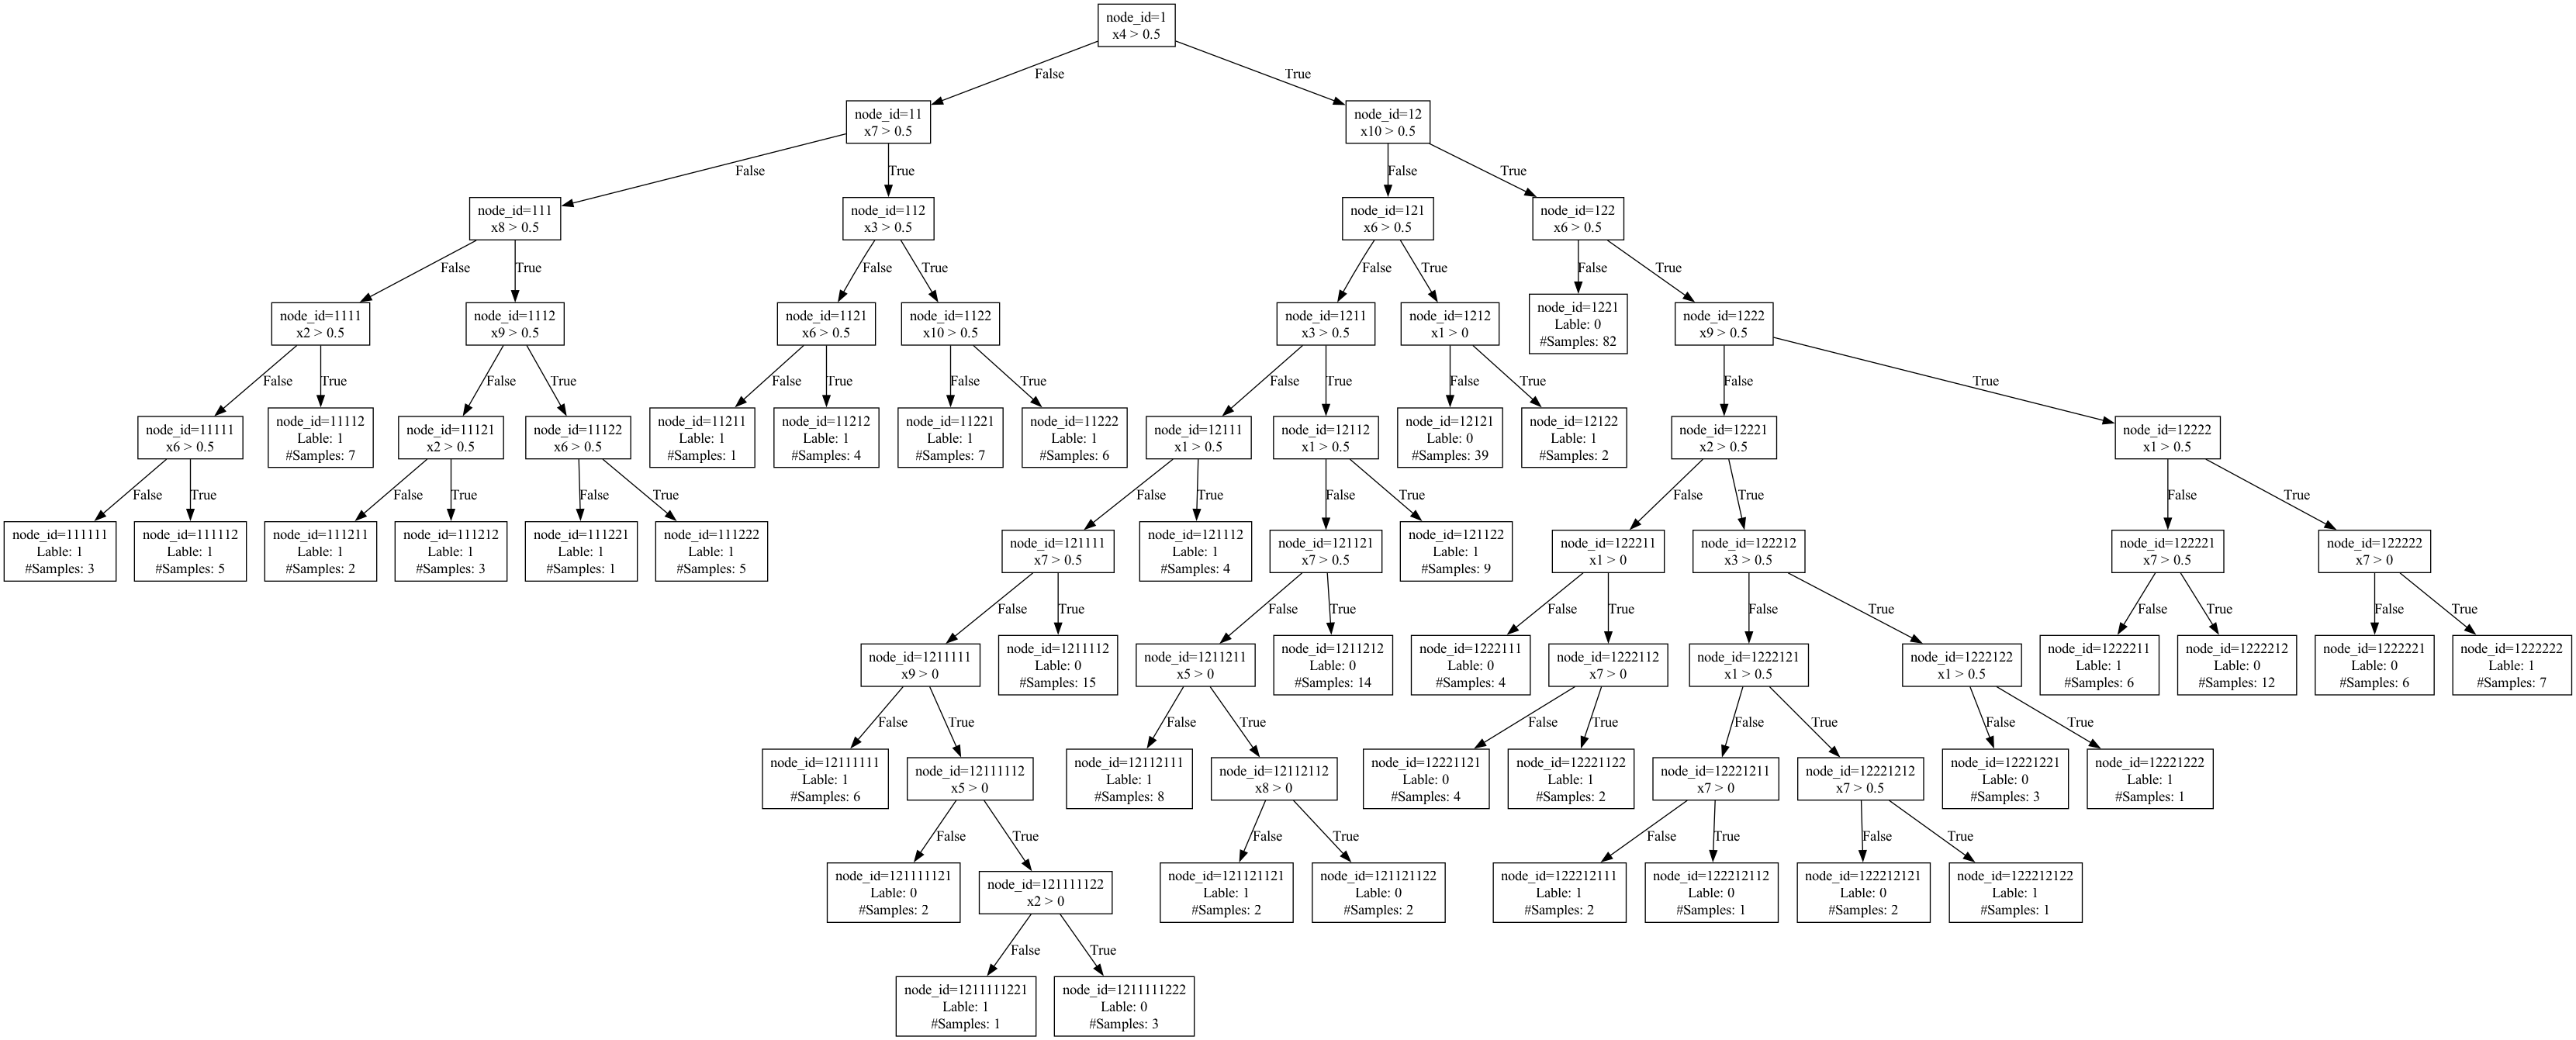 node_id=1
x4 > 0.5
False
True
node_id=11
x7 > 0.5
node_id=12
x10 > 0.5
False
True
False
True
node_id=111
x8 > 0.5
node_id=112
x3 > 0.5
node_id=121
x6 > 0.5
node_id=122
x6 > 0.5
False
True
False
True
False
True
False
True
node_id=1111
x2 > 0.5
node_id=1112
x9 > 0.5
node_id=1121
x6 > 0.5
node_id=1122
x10 > 0.5
node_id=1211
x3 > 0.5
node_id=1212
x1 > 0
node_id=1221
Lable: 0
#Samples: 82
node_id=1222
x9 > 0.5
False
True
False
True
False
True
False
True
False
True
False
True
False
True
node_id=11111
x6 > 0.5
node_id=11112
Lable: 1
#Samples: 7
node_id=11121
x2 > 0.5
node_id=11122
x6 > 0.5
node_id=11211
Lable: 1
#Samples: 1
node_id=11212
Lable: 1
#Samples: 4
node_id=11221
Lable: 1
#Samples: 7
node_id=11222
Lable: 1
#Samples: 6
node_id=12111
x1 > 0.5
node_id=12112
x1 > 0.5
node_id=12121
Lable: 0
#Samples: 39
node_id=12122
Lable: 1
#Samples: 2
node_id=12221
x2 > 0.5
node_id=12222
x1 > 0.5
False
True
False
True
False
True
False
True
False
True
False
True
False
True
node_id=111111
Lable: 1
#Samples: 3
node_id=111112
Lable: 1
#Samples: 5
node_id=111211
Lable: 1
#Samples: 2
node_id=111212
Lable: 1
#Samples: 3
node_id=111221
Lable: 1
#Samples: 1
node_id=111222
Lable: 1
#Samples: 5
node_id=121111
x7 > 0.5
node_id=121112
Lable: 1
#Samples: 4
node_id=121121
x7 > 0.5
node_id=121122
Lable: 1
#Samples: 9
node_id=122211
x1 > 0
node_id=122212
x3 > 0.5
node_id=122221
x7 > 0.5
node_id=122222
x7 > 0
False
True
False
True
False
True
False
True
False
True
False
True
node_id=1211111
x9 > 0
node_id=1211112
Lable: 0
#Samples: 15
node_id=1211211
x5 > 0
node_id=1211212
Lable: 0
#Samples: 14
node_id=1222111
Lable: 0
#Samples: 4
node_id=1222112
x7 > 0
node_id=1222121
x1 > 0.5
node_id=1222122
x1 > 0.5
node_id=1222211
Lable: 1
#Samples: 6
node_id=1222212
Lable: 0
#Samples: 12
node_id=1222221
Lable: 0
#Samples: 6
node_id=1222222
Lable: 1
#Samples: 7
False
True
False
True
False
True
False
True
False
True
node_id=12111111
Lable: 1
#Samples: 6
node_id=12111112
x5 > 0
node_id=12112111
Lable: 1
#Samples: 8
node_id=12112112
x8 > 0
node_id=12221121
Lable: 0
#Samples: 4
node_id=12221122
Lable: 1
#Samples: 2
node_id=12221211
x7 > 0
node_id=12221212
x7 > 0.5
node_id=12221221
Lable: 0
#Samples: 3
node_id=12221222
Lable: 1
#Samples: 1
False
True
False
True
False
True
False
True
node_id=121111121
Lable: 0
#Samples: 2
node_id=121111122
x2 > 0
node_id=121121121
Lable: 1
#Samples: 2
node_id=121121122
Lable: 0
#Samples: 2
node_id=122212111
Lable: 1
#Samples: 2
node_id=122212112
Lable: 0
#Samples: 1
node_id=122212121
Lable: 0
#Samples: 2
node_id=122212122
Lable: 1
#Samples: 1
False
True
node_id=1211111221
Lable: 1
#Samples: 1
node_id=1211111222
Lable: 0
#Samples: 3